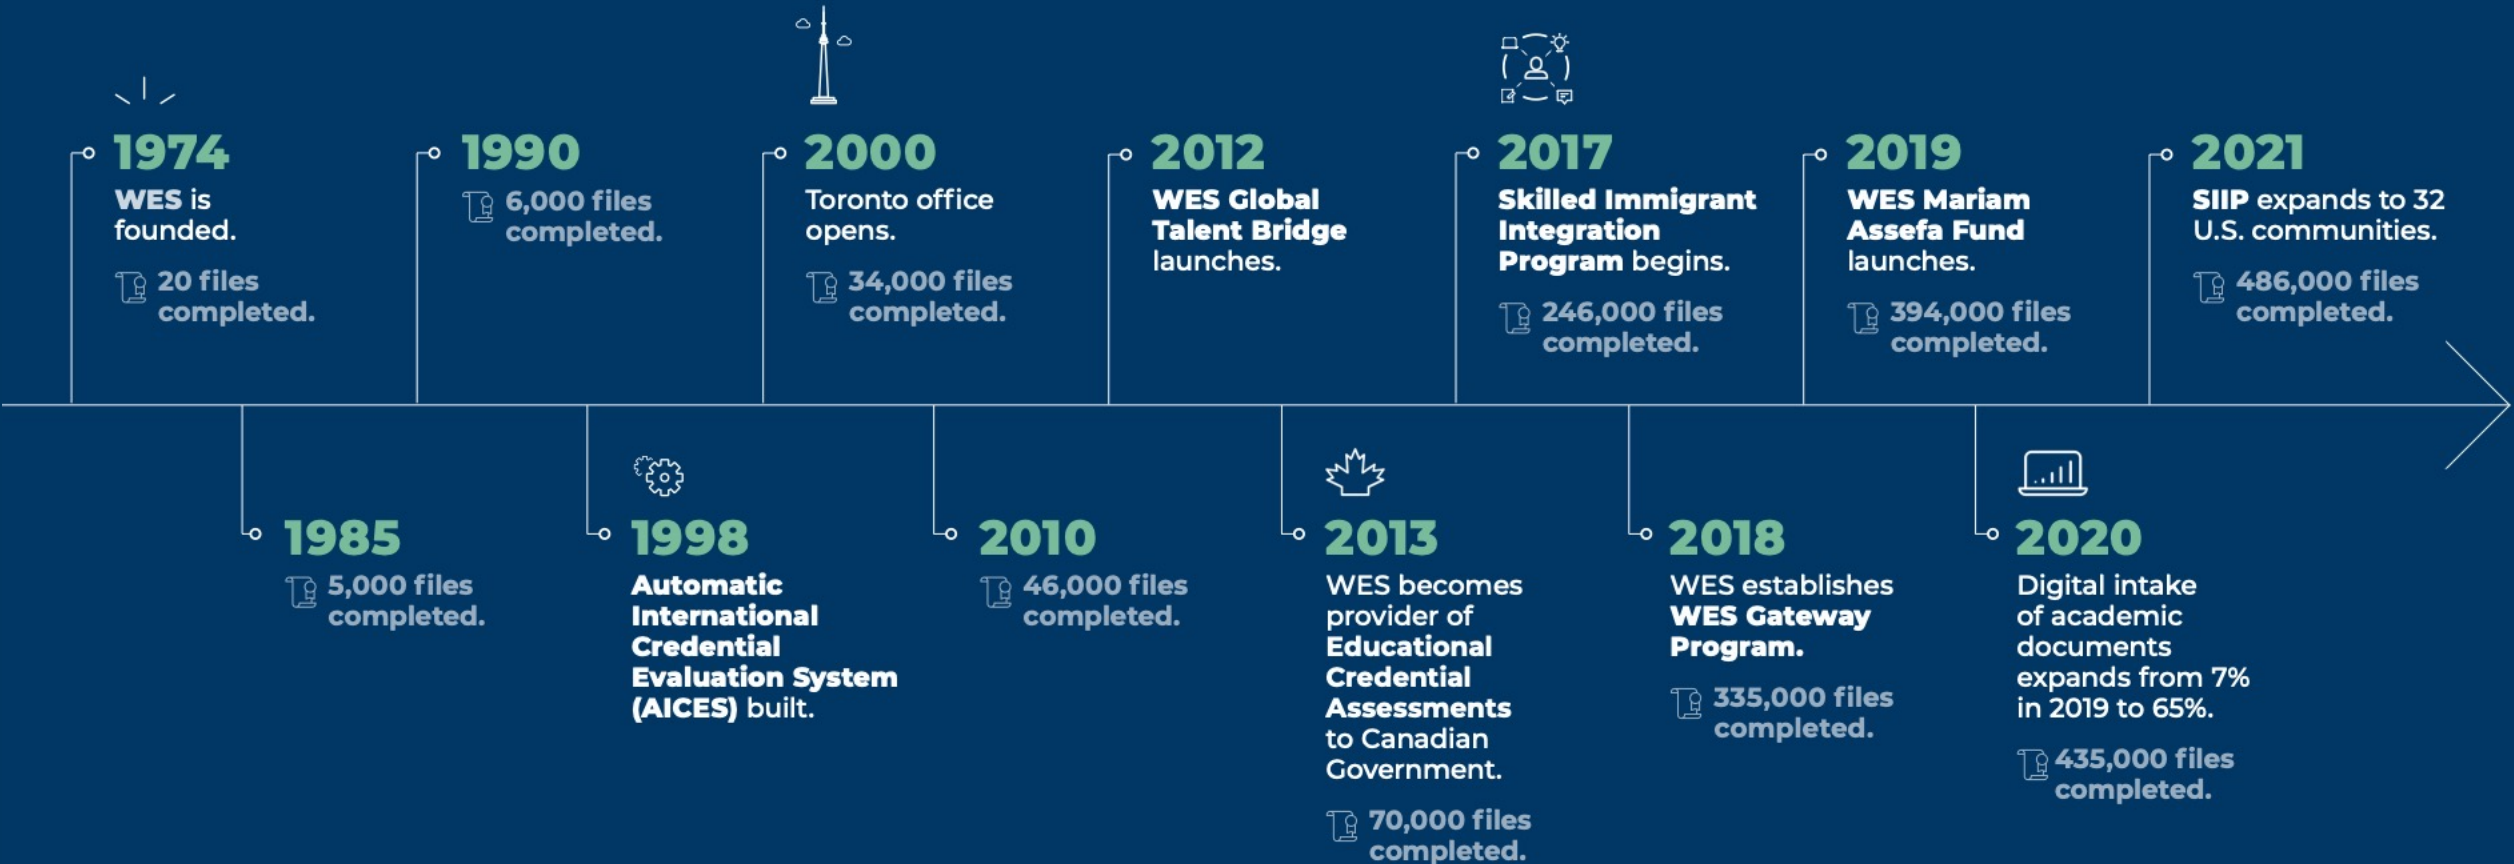 1974
WES is
founded.
20 files
completed.
1985
5,000 files
completed.
1990
6,000 files
completed.
1998
Automatic
International
Credential
Evaluation System
(AICES) built.
2000
Toronto office
opens.
34,000 files
completed.
2010
46,000 files
completed.
2012
WES Global
Talent Bridge
launches.
2013
WES becomes
provider of
Educational
Credential
Assessments
to Canadian
Government.
70,000 files
completed.
2017
Skilled Immigrant
Integration
Program begins.
246,000 files
completed.
2018
WES establishes
WES Gateway
Program.
335,000 files
completed.
2019
WES Mariam
Assefa Fund
launches.
394,000 files
completed.
2020
Digital intake
of academic
documents
expands from 7%
in 2019 to 65%.
435,000 files
completed.
2021
SIIP expands to 32
U.S. communities.
486,000 files
completed.